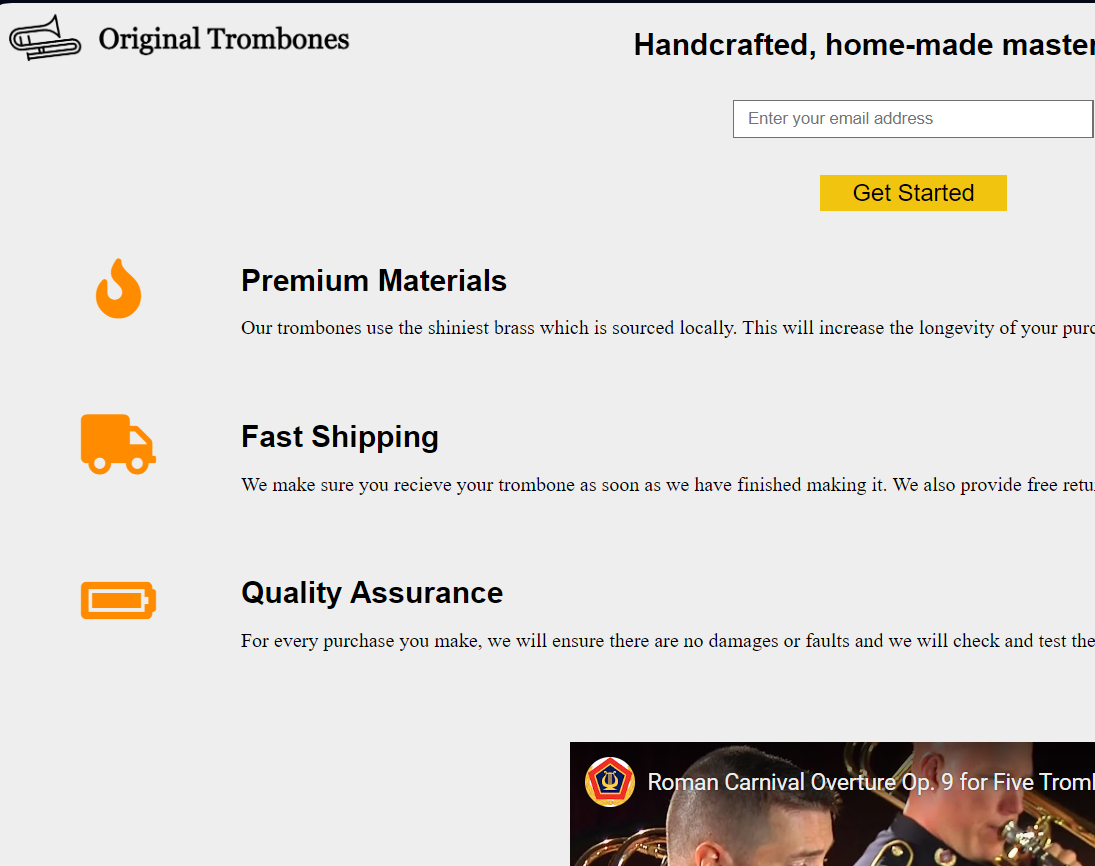 Original Trombones
Handcrafted, home-made master
Enter your email address
Get Started
Premium Materials
Our trombones use the shiniest brass which is sourced locally. This will increase the longevity of your purc
Fast Shipping
We make sure you recieve your trombone as soon as we have finished making it. We also provide free retu
Quality Assurance
For every purchase you make, we will ensure there are no damages or faults and we will check and test the
Roman Carnival Overture Op. 9 for Five Trom